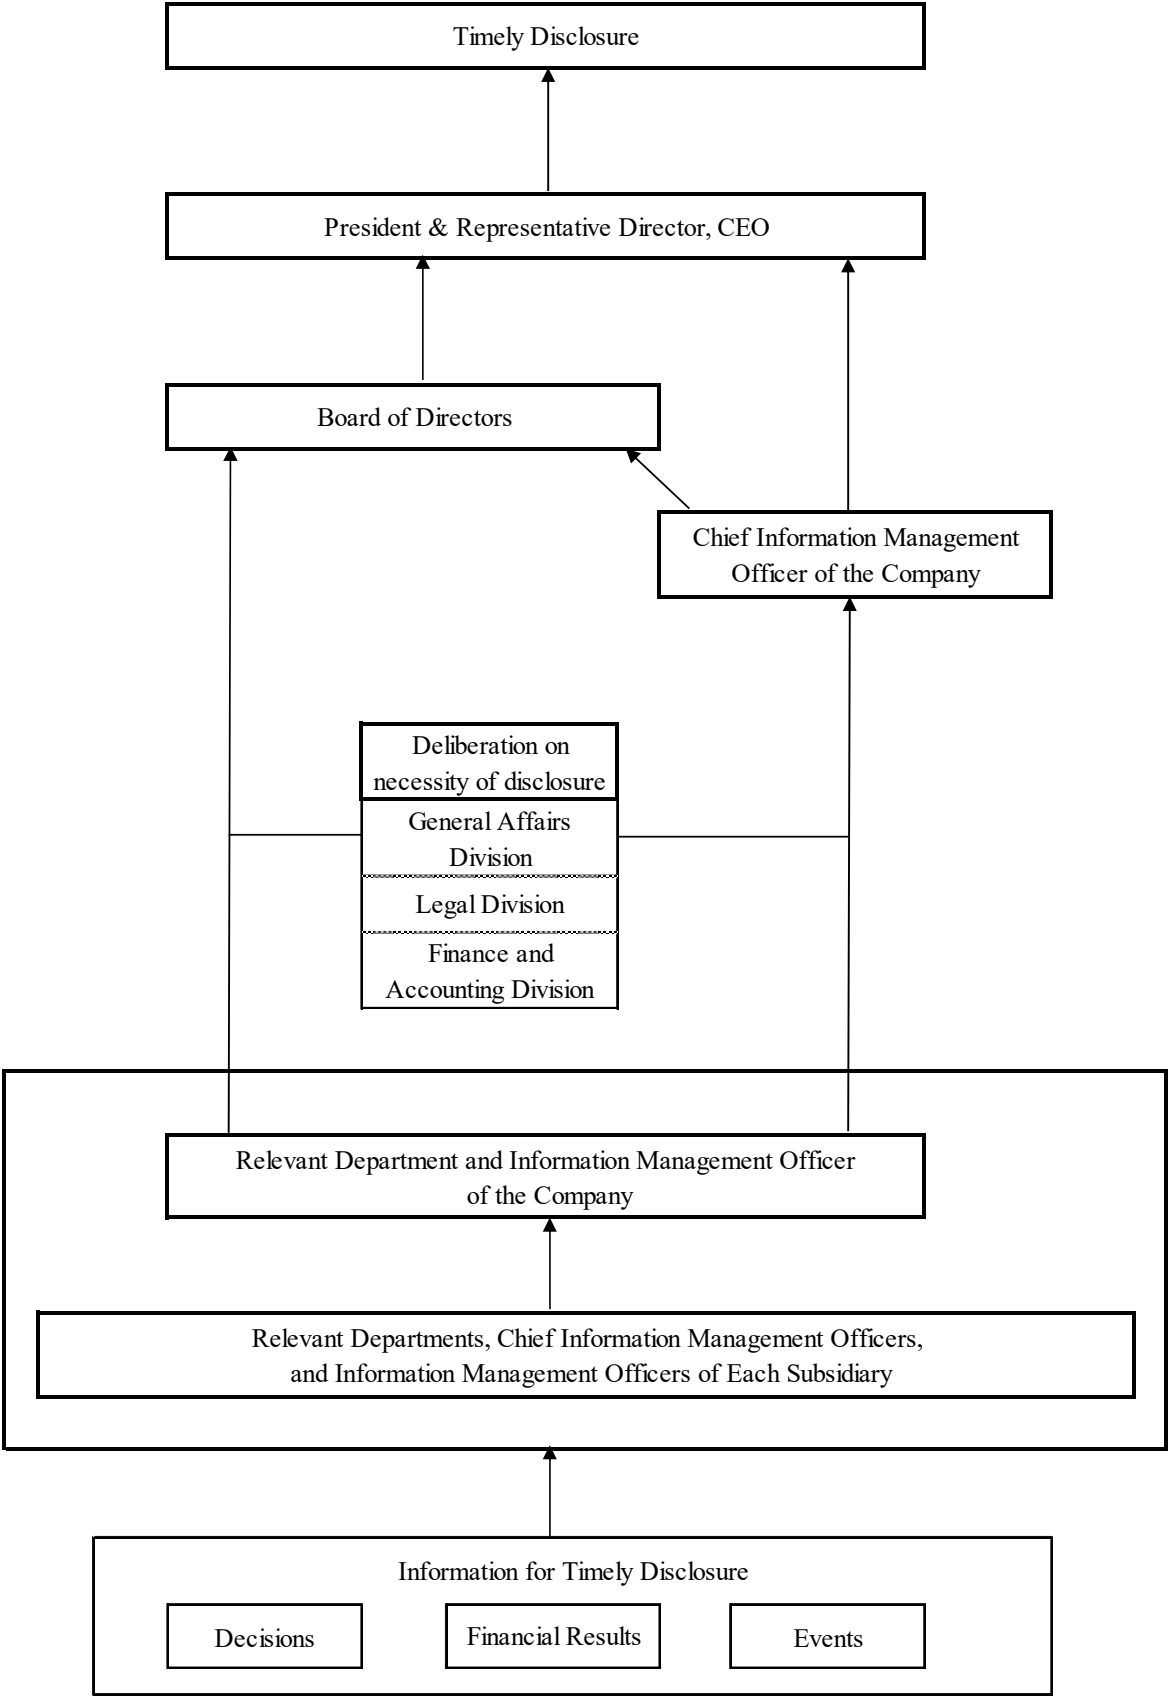 Timely Disclosure
President & Representative Director, CEO
Board of Directors
Chief Information Management
Officer of the Company
Deliberation on
necessity of disclosure
General Affairs
Division
Legal Division
Finance and
Accounting Division
Relevant Department and Information Management Officer
of the Company
Relevant Departments, Chief Information Management Officers,
and Information Management Officers of Each Subsidiary
Information for Timely Disclosure
Decisions
Financial Results
Events